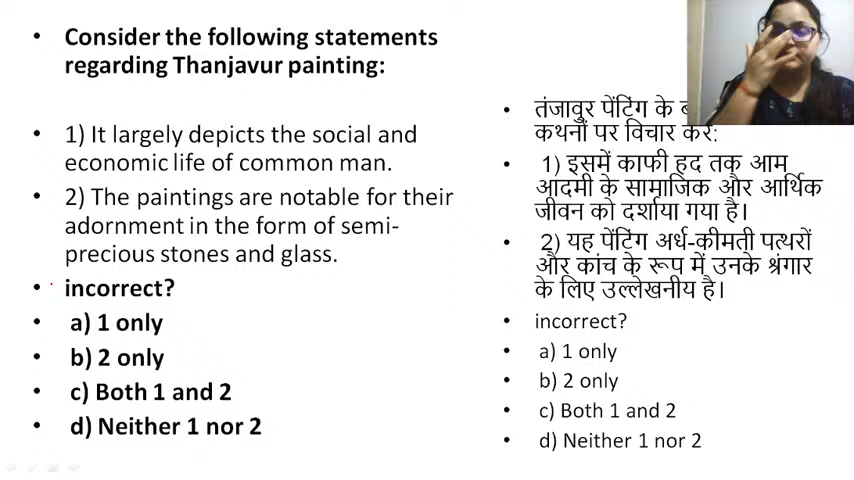 Consider the following statements
regarding Thanjavur painting:
1) It largely depicts the social and
economic life of common man.
2) The paintings are notable for their
adornment in the form of semi-
precious stones and glass.
incorrect?
a) 1 only
b) 2 only
c) Both 1 and 2
d) Neither 1 nor 2
तंजावुर पेंटिंग के
कथनों पर विचार करें:
1) इसमें काफी हद तक आम
आदमी के सामाजिक और आर्थिक
जीवन को दर्शाया गया है।
2) यह पेंटिंग अर्ध-कीमती पत्थरों
और कांच के रूप में उनके श्रंगार
के लिए उल्लेखनीय है।
incorrect?
a) 1 only
b) 2 only
c) Both 1 and 2
d) Neither 1 nor 2